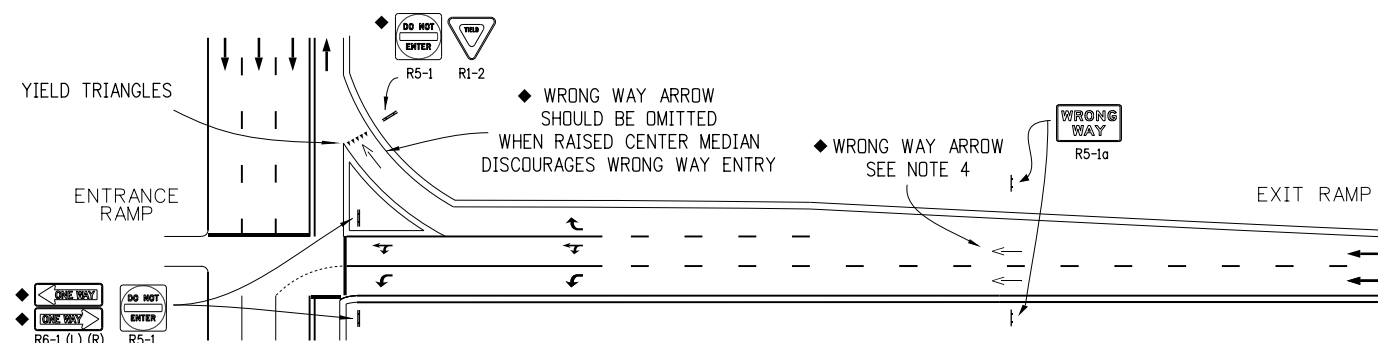 DO NOT
ENTER
YIELD
R5-1
R1-2
YIELD TRIANGLES
WRONG WAY ARROW
SHOULD BE OMITTED
WHEN RAISED CENTER MEDIAN
DISCOURAGES WRONG WAY ENTRY
WRONG WAY ARROW
SEE NOTE 4
WRONG
WAY
R5-1a
ENTRANCE
RAMP
EXIT RAMP
ONE WAY
ONE WAY
R6-1 (L) (R)
DO NOT
ENTER
R5-1